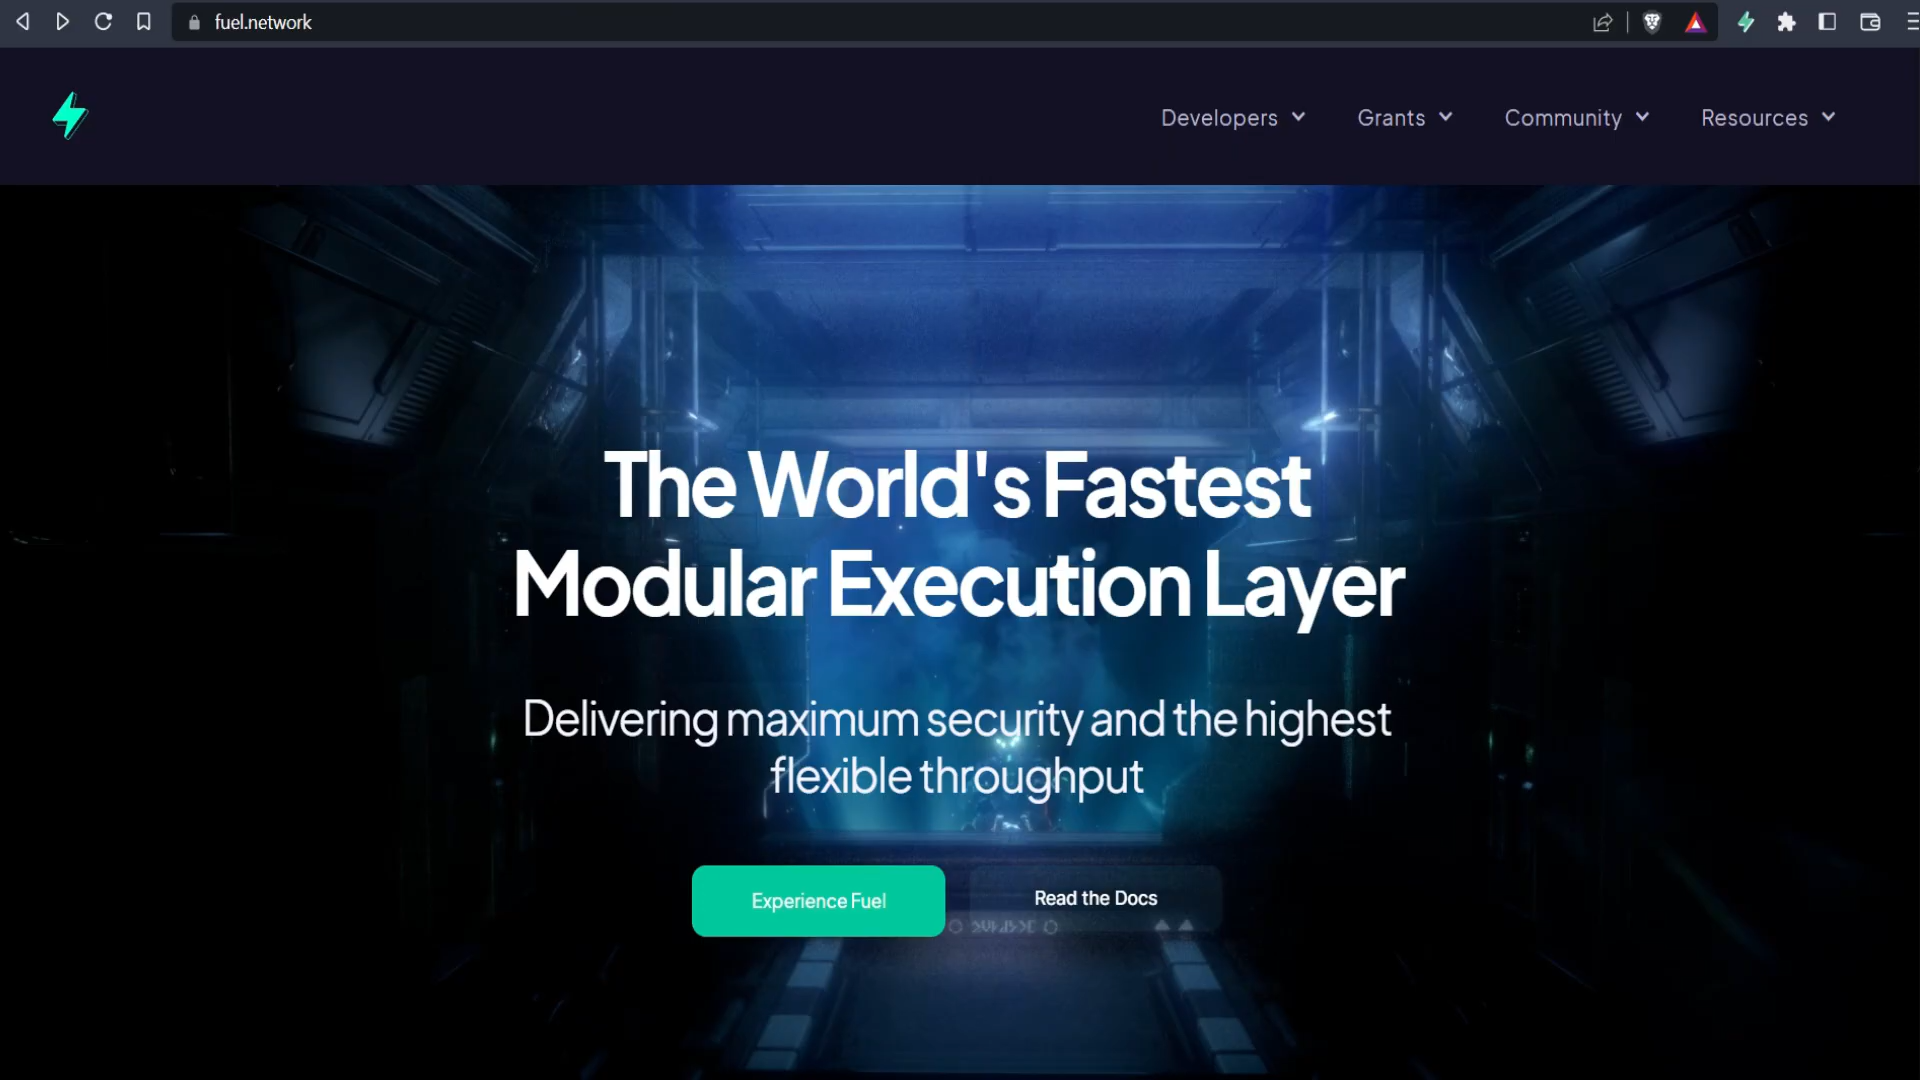 fuel.network
Developers
Grants
Community
Resources
The World's Fastest
Modular Execution Layer
Delivering maximum security and the highest
flexible throughput
Experience Fuel
Read the Docs